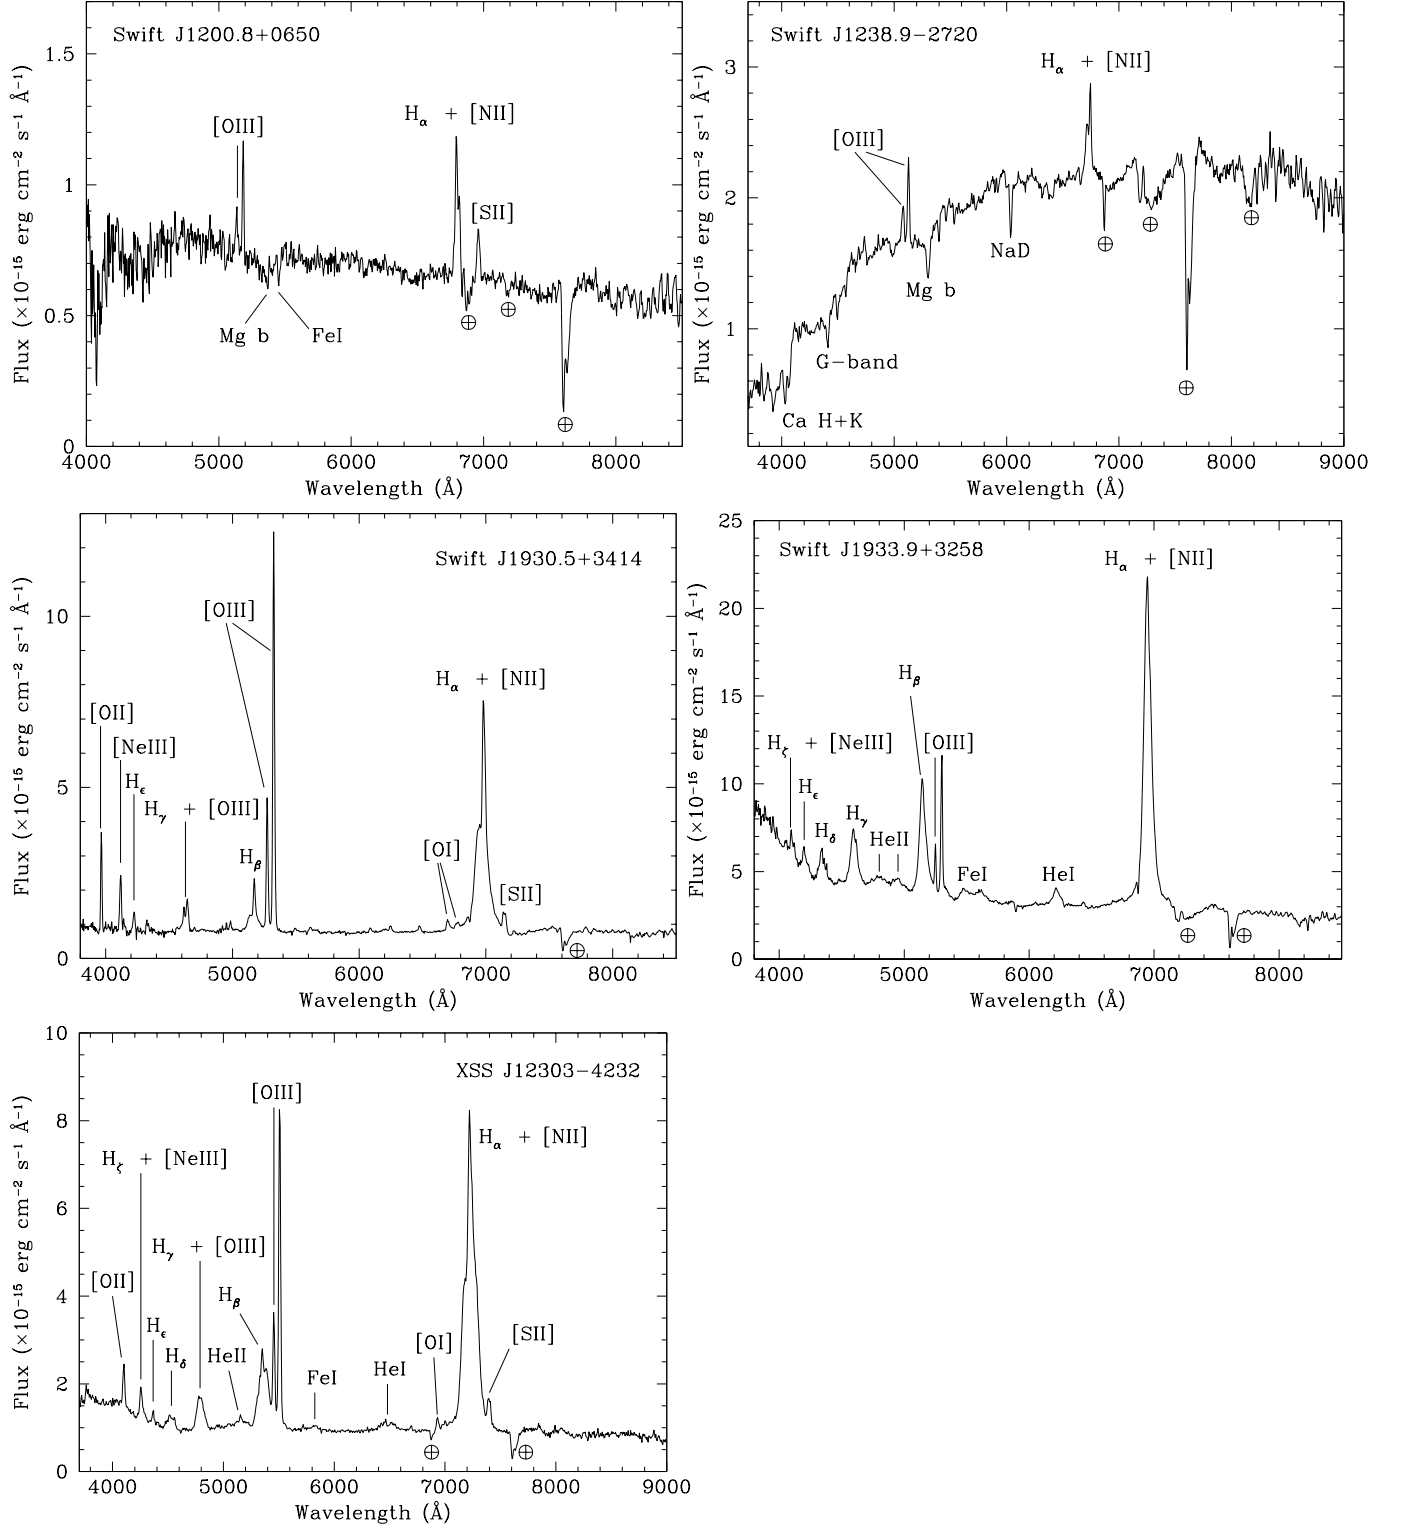 Swift J1200.8+0650
Flux (×10⁻¹⁵ erg cm⁻² s⁻¹ Å⁻¹)
1.5
1
0.5
0
[OIII]
Hα + [NII]
[SII]
Mg b
FeI
⊕
⊕
⊕
4000 5000 6000 7000 8000
Wavelength (Å)
Swift J1238.9−2720
Flux (×10⁻¹⁵ erg cm⁻² s⁻¹ Å⁻¹)
3
2
1
Hα + [NII]
[OIII]
NaD
Mg b
G−band
Ca H+K
⊕
⊕
⊕
⊕
4000 5000 6000 7000 8000 9000
Wavelength (Å)
Swift J1930.5+3414
Flux (×10⁻¹⁵ erg cm⁻² s⁻¹ Å⁻¹)
10
5
0
[OIII]
Hα + [NII]
[OII]
[NeIII]
Hε
Hγ + [OIII]
Hβ
[OI]
[SII]
⊕
4000 5000 6000 7000 8000
Wavelength (Å)
Swift J1933.9+3258
Flux (×10⁻¹⁵ erg cm⁻² s⁻¹ Å⁻¹)
25
20
15
10
5
0
Hα + [NII]
Hβ
Hζ + [NeIII]
[OIII]
Hε
Hγ
Hδ
HeII
FeI
HeI
⊕
⊕
4000 5000 6000 7000 8000
Wavelength (Å)
XSS J12303−4232
Flux (×10⁻¹⁵ erg cm⁻² s⁻¹ Å⁻¹)
10
8
6
4
2
0
[OIII]
Hα + [NII]
Hζ + [NeIII]
Hγ + [OIII]
[OII]
Hβ
Hε
Hδ
HeII
FeI
HeI
[OI]
[SII]
⊕
⊕
4000 5000 6000 7000 8000 9000
Wavelength (Å)